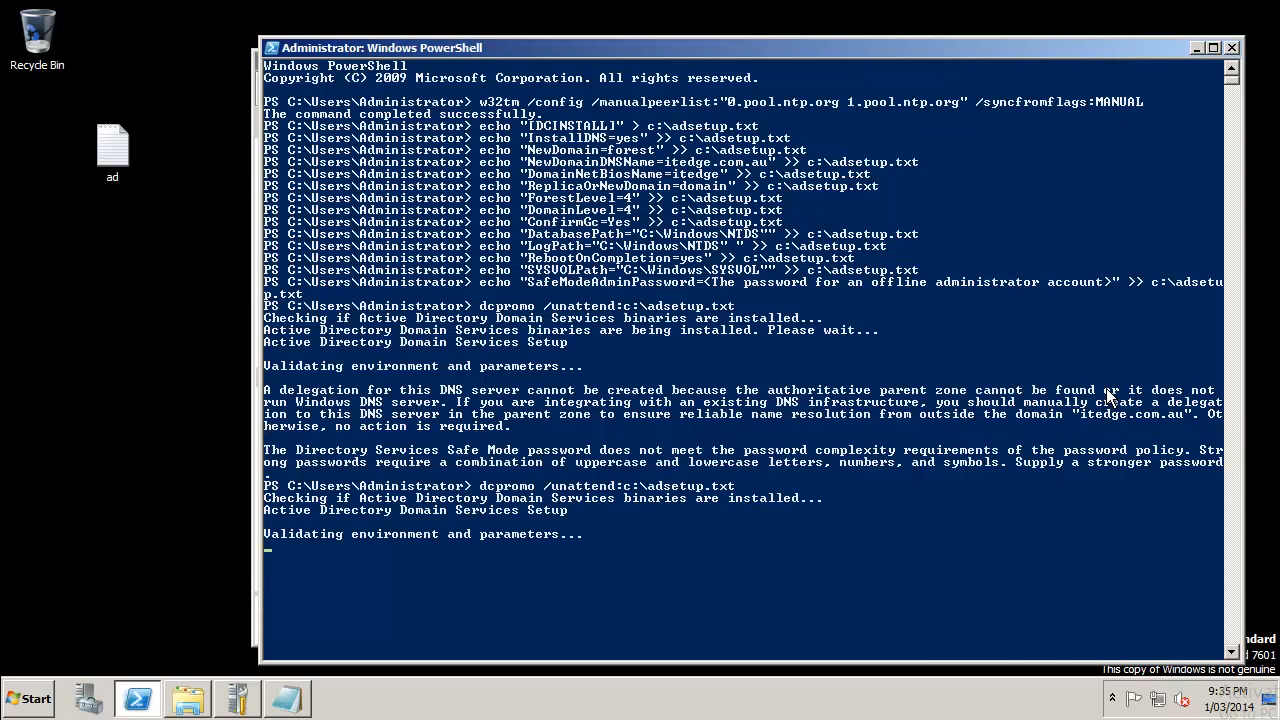 Recycle Bin
ad
Administrator: Windows PowerShell
Windows PowerShell
Copyright (C) 2009 Microsoft Corporation. All rights reserved.
PS C:\Users\Administrator> w32tm /config /manualpeerlist:"0.pool.ntp.org 1.pool.ntp.org" /syncfromflags:MANUAL
The command completed successfully.
PS C:\Users\Administrator> echo "[DCINSTALL]" > c:\adsetup.txt
PS C:\Users\Administrator> echo "InstallDNS=yes" >> c:\adsetup.txt
PS C:\Users\Administrator> echo "NewDomain=forest" >> c:\adsetup.txt
PS C:\Users\Administrator> echo "NewDomainDNSName=itedge.com.au" >> c:\adsetup.txt
PS C:\Users\Administrator> echo "DomainNetBiosName=itedge" >> c:\adsetup.txt
PS C:\Users\Administrator> echo "ReplicaOrNewDomain=domain" >> c:\adsetup.txt
PS C:\Users\Administrator> echo "ForestLevel=4" >> c:\adsetup.txt
PS C:\Users\Administrator> echo "DomainLevel=4" >> c:\adsetup.txt
PS C:\Users\Administrator> echo "ConfirmGc=Yes" >> c:\adsetup.txt
PS C:\Users\Administrator> echo "DatabasePath="C:\Windows\NTDS"" >> c:\adsetup.txt
PS C:\Users\Administrator> echo "LogPath="C:\Windows\NTDS" " >> c:\adsetup.txt
PS C:\Users\Administrator> echo "RebootOnCompletion=yes" >> c:\adsetup.txt
PS C:\Users\Administrator> echo "SYSVOLPath="C:\Windows\SYSVOL"" >> c:\adsetup.txt
PS C:\Users\Administrator> echo "SafeModeAdminPassword=<The password for an offline administrator account>" >> c:\adsetu
p.txt
PS C:\Users\Administrator> dcpromo /unattend:c:\adsetup.txt
Checking if Active Directory Domain Services binaries are installed...
Active Directory Domain Services binaries are being installed. Please wait...
Active Directory Domain Services Setup
Validating environment and parameters...
A delegation for this DNS server cannot be created because the authoritative parent zone cannot be found or it does not
run Windows DNS server. If you are integrating with an existing DNS infrastructure, you should manually create a delegat
ion to this DNS server in the parent zone to ensure reliable name resolution from outside the domain "itedge.com.au". Ot
herwise, no action is required.
The Directory Services Safe Mode password does not meet the password complexity requirements of the password policy. Str
ong passwords require a combination of uppercase and lowercase letters, numbers, and symbols. Supply a stronger password
.
PS C:\Users\Administrator> dcpromo /unattend:c:\adsetup.txt
Checking if Active Directory Domain Services binaries are installed...
Active Directory Domain Services Setup
Validating environment and parameters...
ndard
d 7601
This copy of Windows is not genuine
Start
9:35 PM
1/03/2014